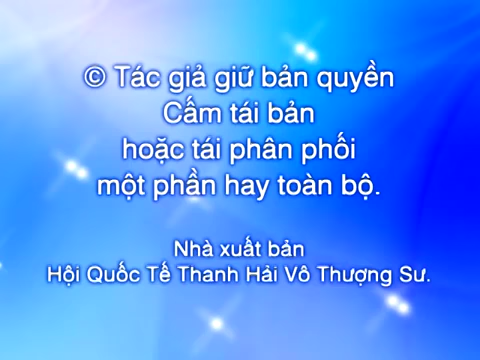 © Tác giả giữ bản quyền
Cấm tái bản
hoặc tái phân phối
một phần hay toàn bộ.
Nhà xuất bản
Hội Quốc Tế Thanh Hải Vô Thượng Sư.